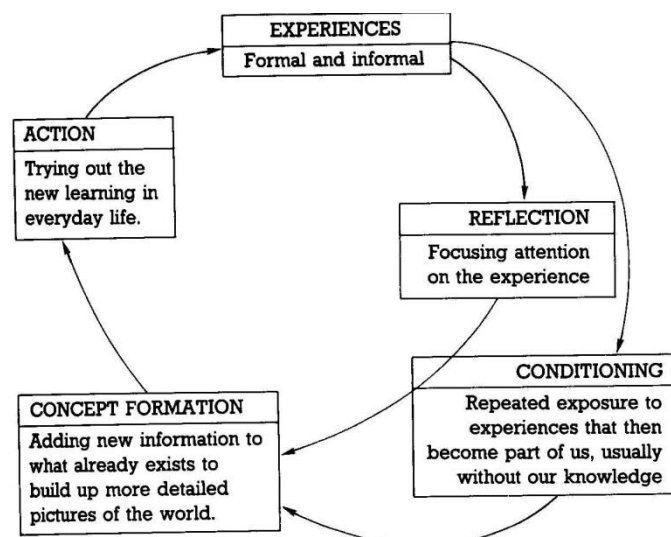 EXPERIENCES
Formal and informal
ACTION
Trying out the
new learning in
everyday life.
REFLECTION
Focusing attention
on the experience
CONDITIONING
Repeated exposure to
experiences that then
become part of us, usually
without our knowledge
CONCEPT FORMATION
Adding new information to
what already exists to
build up more detailed
pictures of the world.